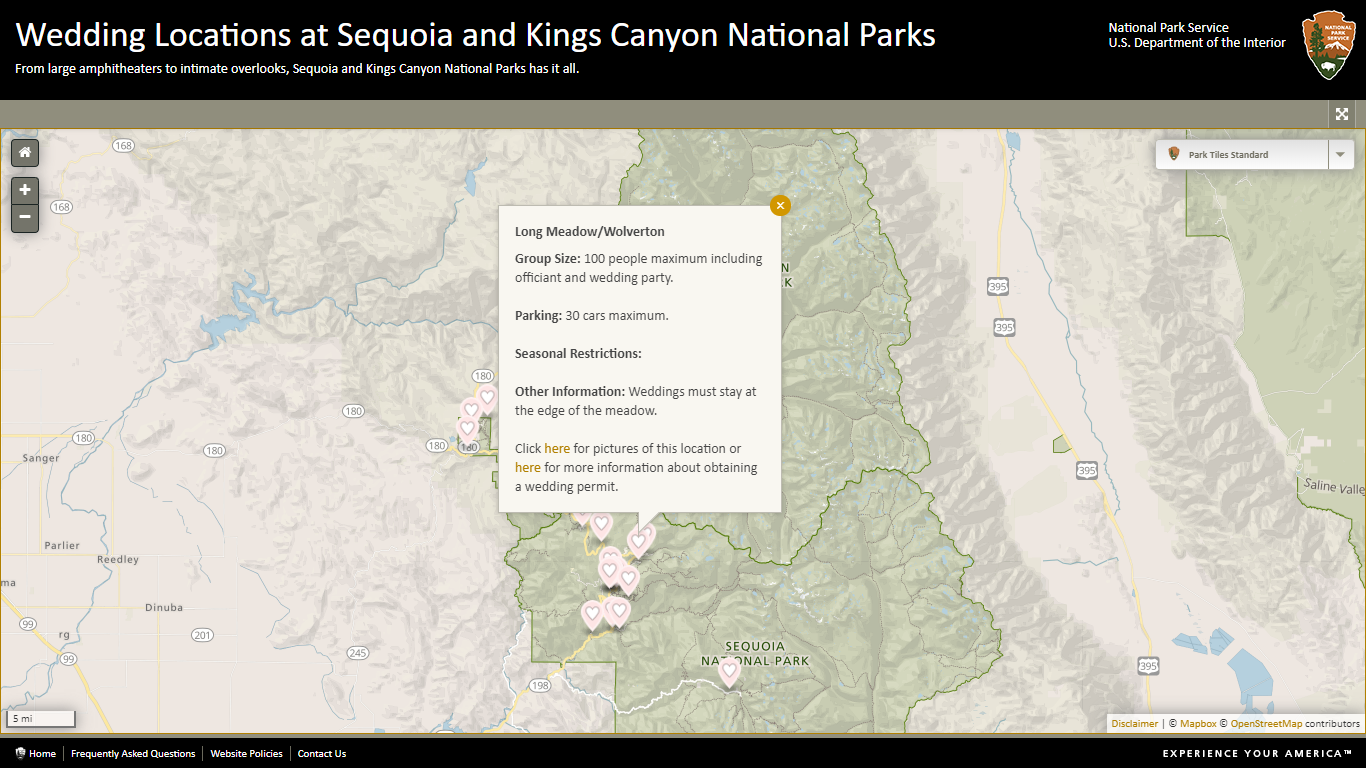 Wedding Locations at Sequoia and Kings Canyon National Parks
From large amphitheaters to intimate overlooks, Sequoia and Kings Canyon National Parks has it all.
National Park Service
U.S. Department of the Interior
NATIONAL
PARK
SERVICE
Park Tiles Standard
+
−
168
168
395
395
395
395
180
180
180
180
180
180
Long Meadow/Wolverton
Group Size: 100 people maximum including
officiant and wedding party.
Parking: 30 cars maximum.
Seasonal Restrictions:
Other Information: Weddings must stay at
the edge of the meadow.
Click here for pictures of this location or
here for more information about obtaining
a wedding permit.
N
K
Sanger
Saline Valle
Parlier
Reedley
ma
Dinuba
99
rg
201
99
245
198
SEQUOIA
NATIONAL PARK
5 mi
Disclaimer | © Mapbox © OpenStreetMap contributors
Home
Frequently Asked Questions
Website Policies
Contact Us
EXPERIENCE YOUR AMERICA™